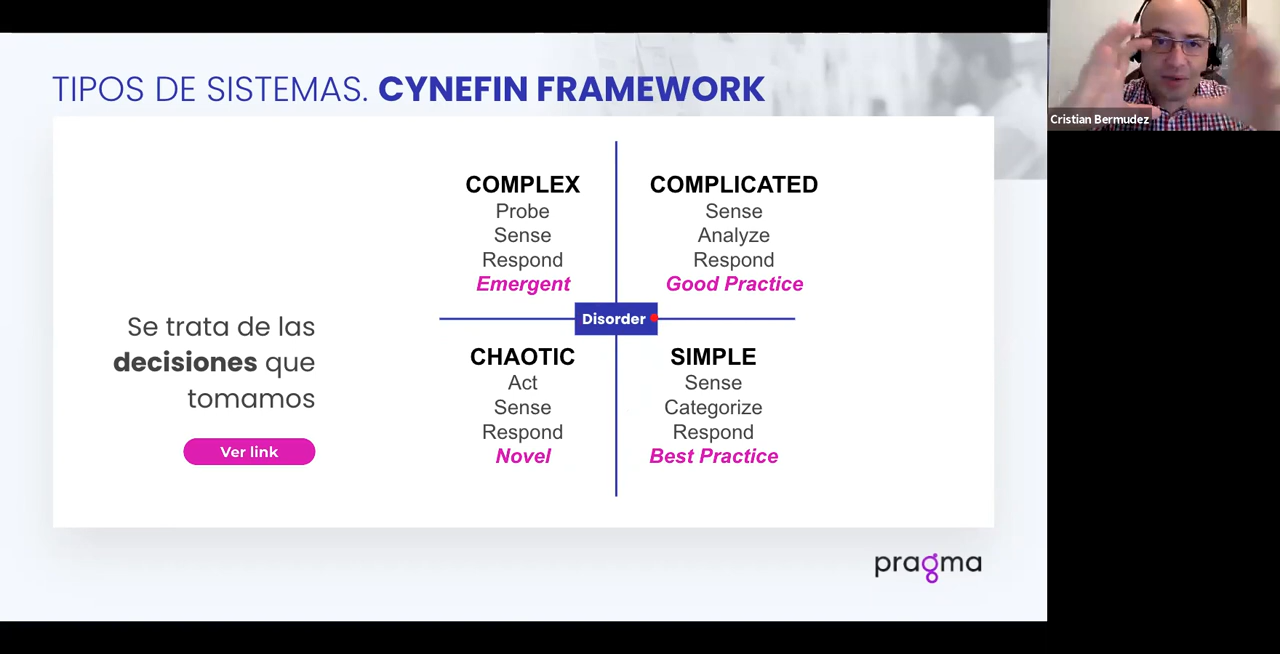 TIPOS DE SISTEMAS. CYNEFIN FRAMEWORK
Cristian Bermudez
COMPLEX
Probe
Sense
Respond
Emergent
COMPLICATED
Sense
Analyze
Respond
Good Practice
Disorder
CHAOTIC
Act
Sense
Respond
Novel
SIMPLE
Sense
Categorize
Respond
Best Practice
Se trata de las
decisiones que
tomamos
Ver link
pragma